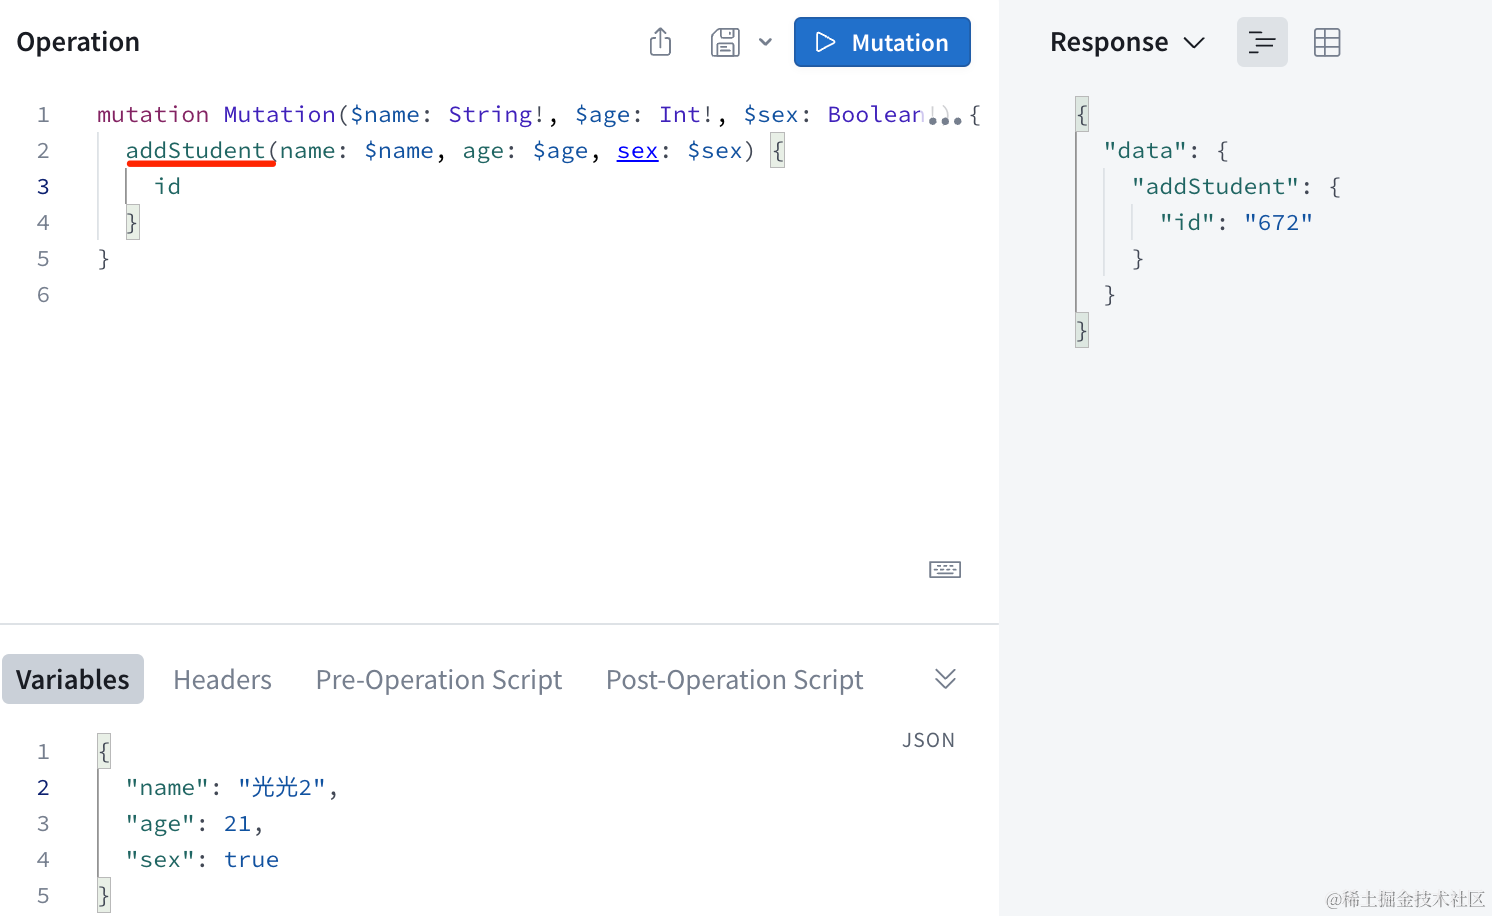 Operation
Mutation
1 mutation Mutation($name: String!, $age: Int!, $sex: Boolean!)... {
2 addStudent(name: $name, age: $age, sex: $sex) {
3 id
4 }
5 }
6
Variables Headers Pre-Operation Script Post-Operation Script
JSON
1 {
2 "name": "光光2",
3 "age": 21,
4 "sex": true
5 }
Response
{
"data": {
"addStudent": {
"id": "672"
}
}
}
@稀土掘金技术社区